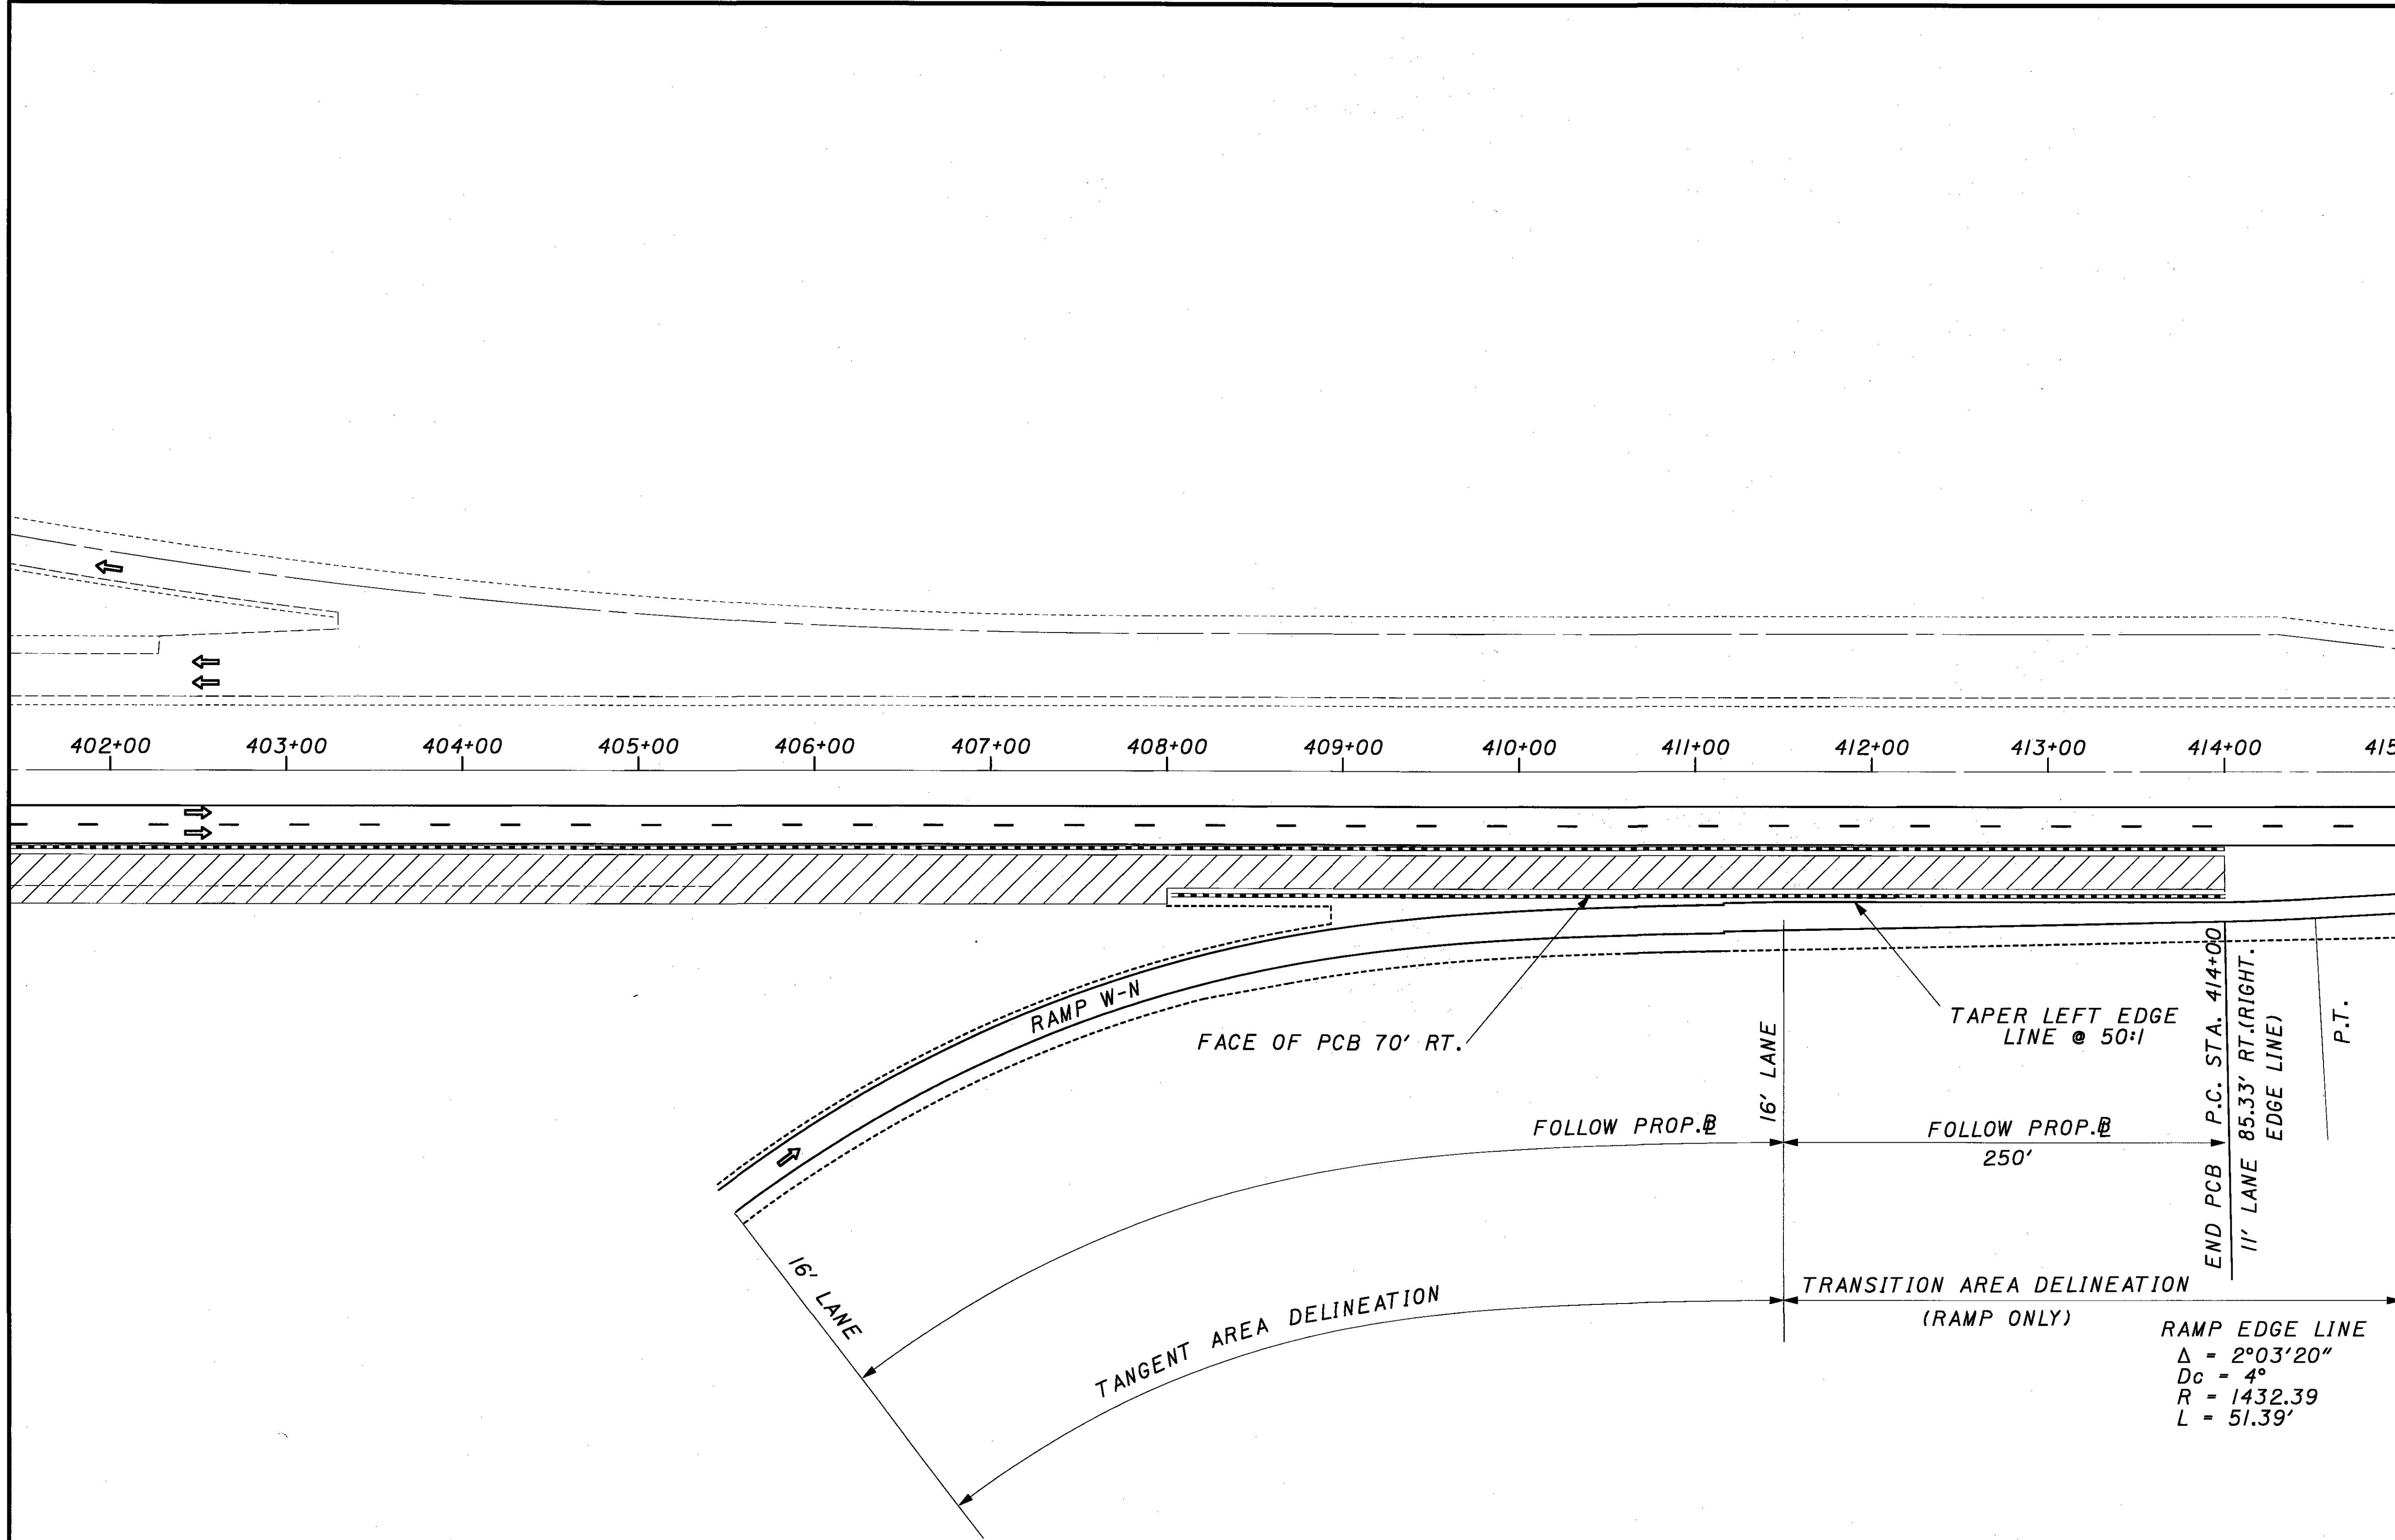 402+00 403+00 404+00 405+00 406+00 407+00 408+00 409+00 410+00 411+00 412+00 413+00 414+00 415
RAMP W-N
FACE OF PCB 70' RT.
TAPER LEFT EDGE
LINE @ 50:1
16' LANE
FOLLOW PROP. ⅊
FOLLOW PROP. ⅊
250'
END PCB P.C. STA. 414+00
11' LANE 85.33' RT.(RIGHT.
EDGE LINE)
P.T.
16' LANE
TANGENT AREA DELINEATION
TRANSITION AREA DELINEATION
(RAMP ONLY)
RAMP EDGE LINE
Δ = 2°03'20"
Dc = 4°
R = 1432.39
L = 51.39'